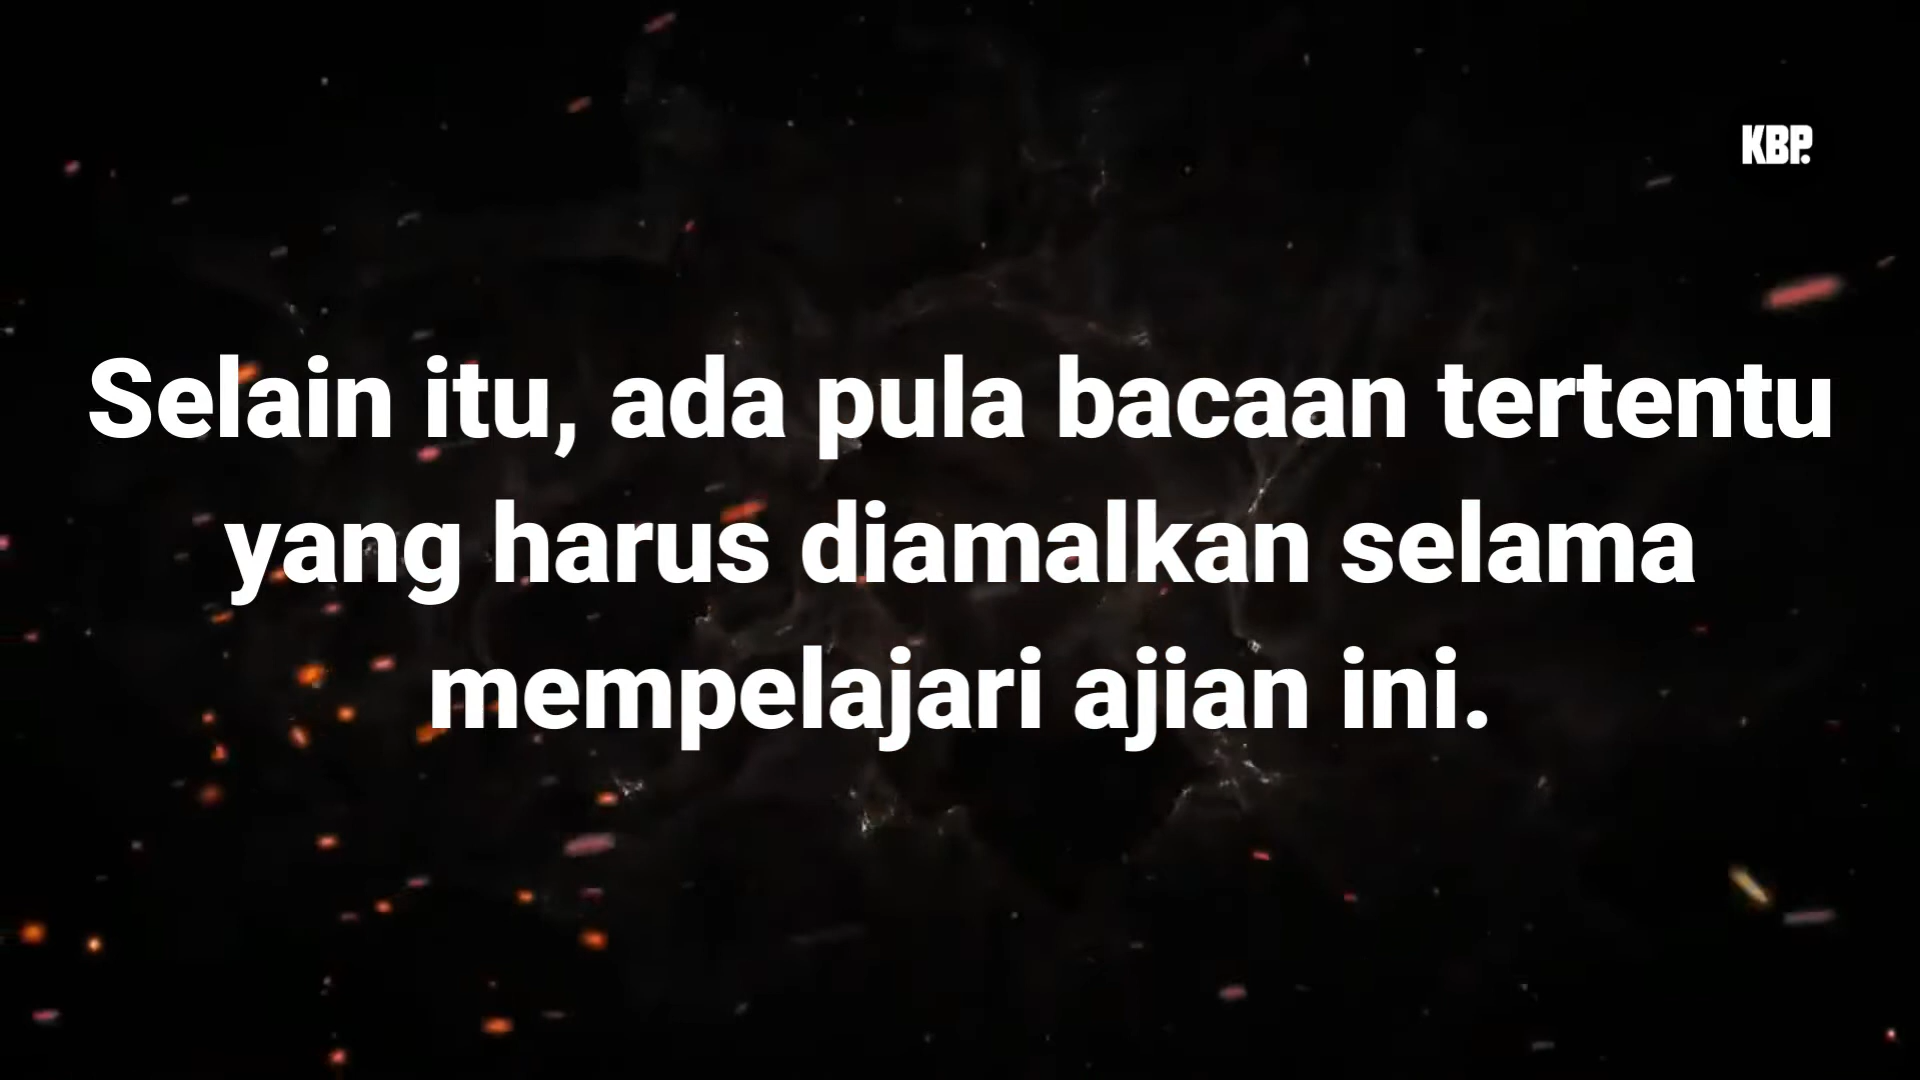 KBP.
Selain itu, ada pula bacaan tertentu
yang harus diamalkan selama
mempelajari ajian ini.